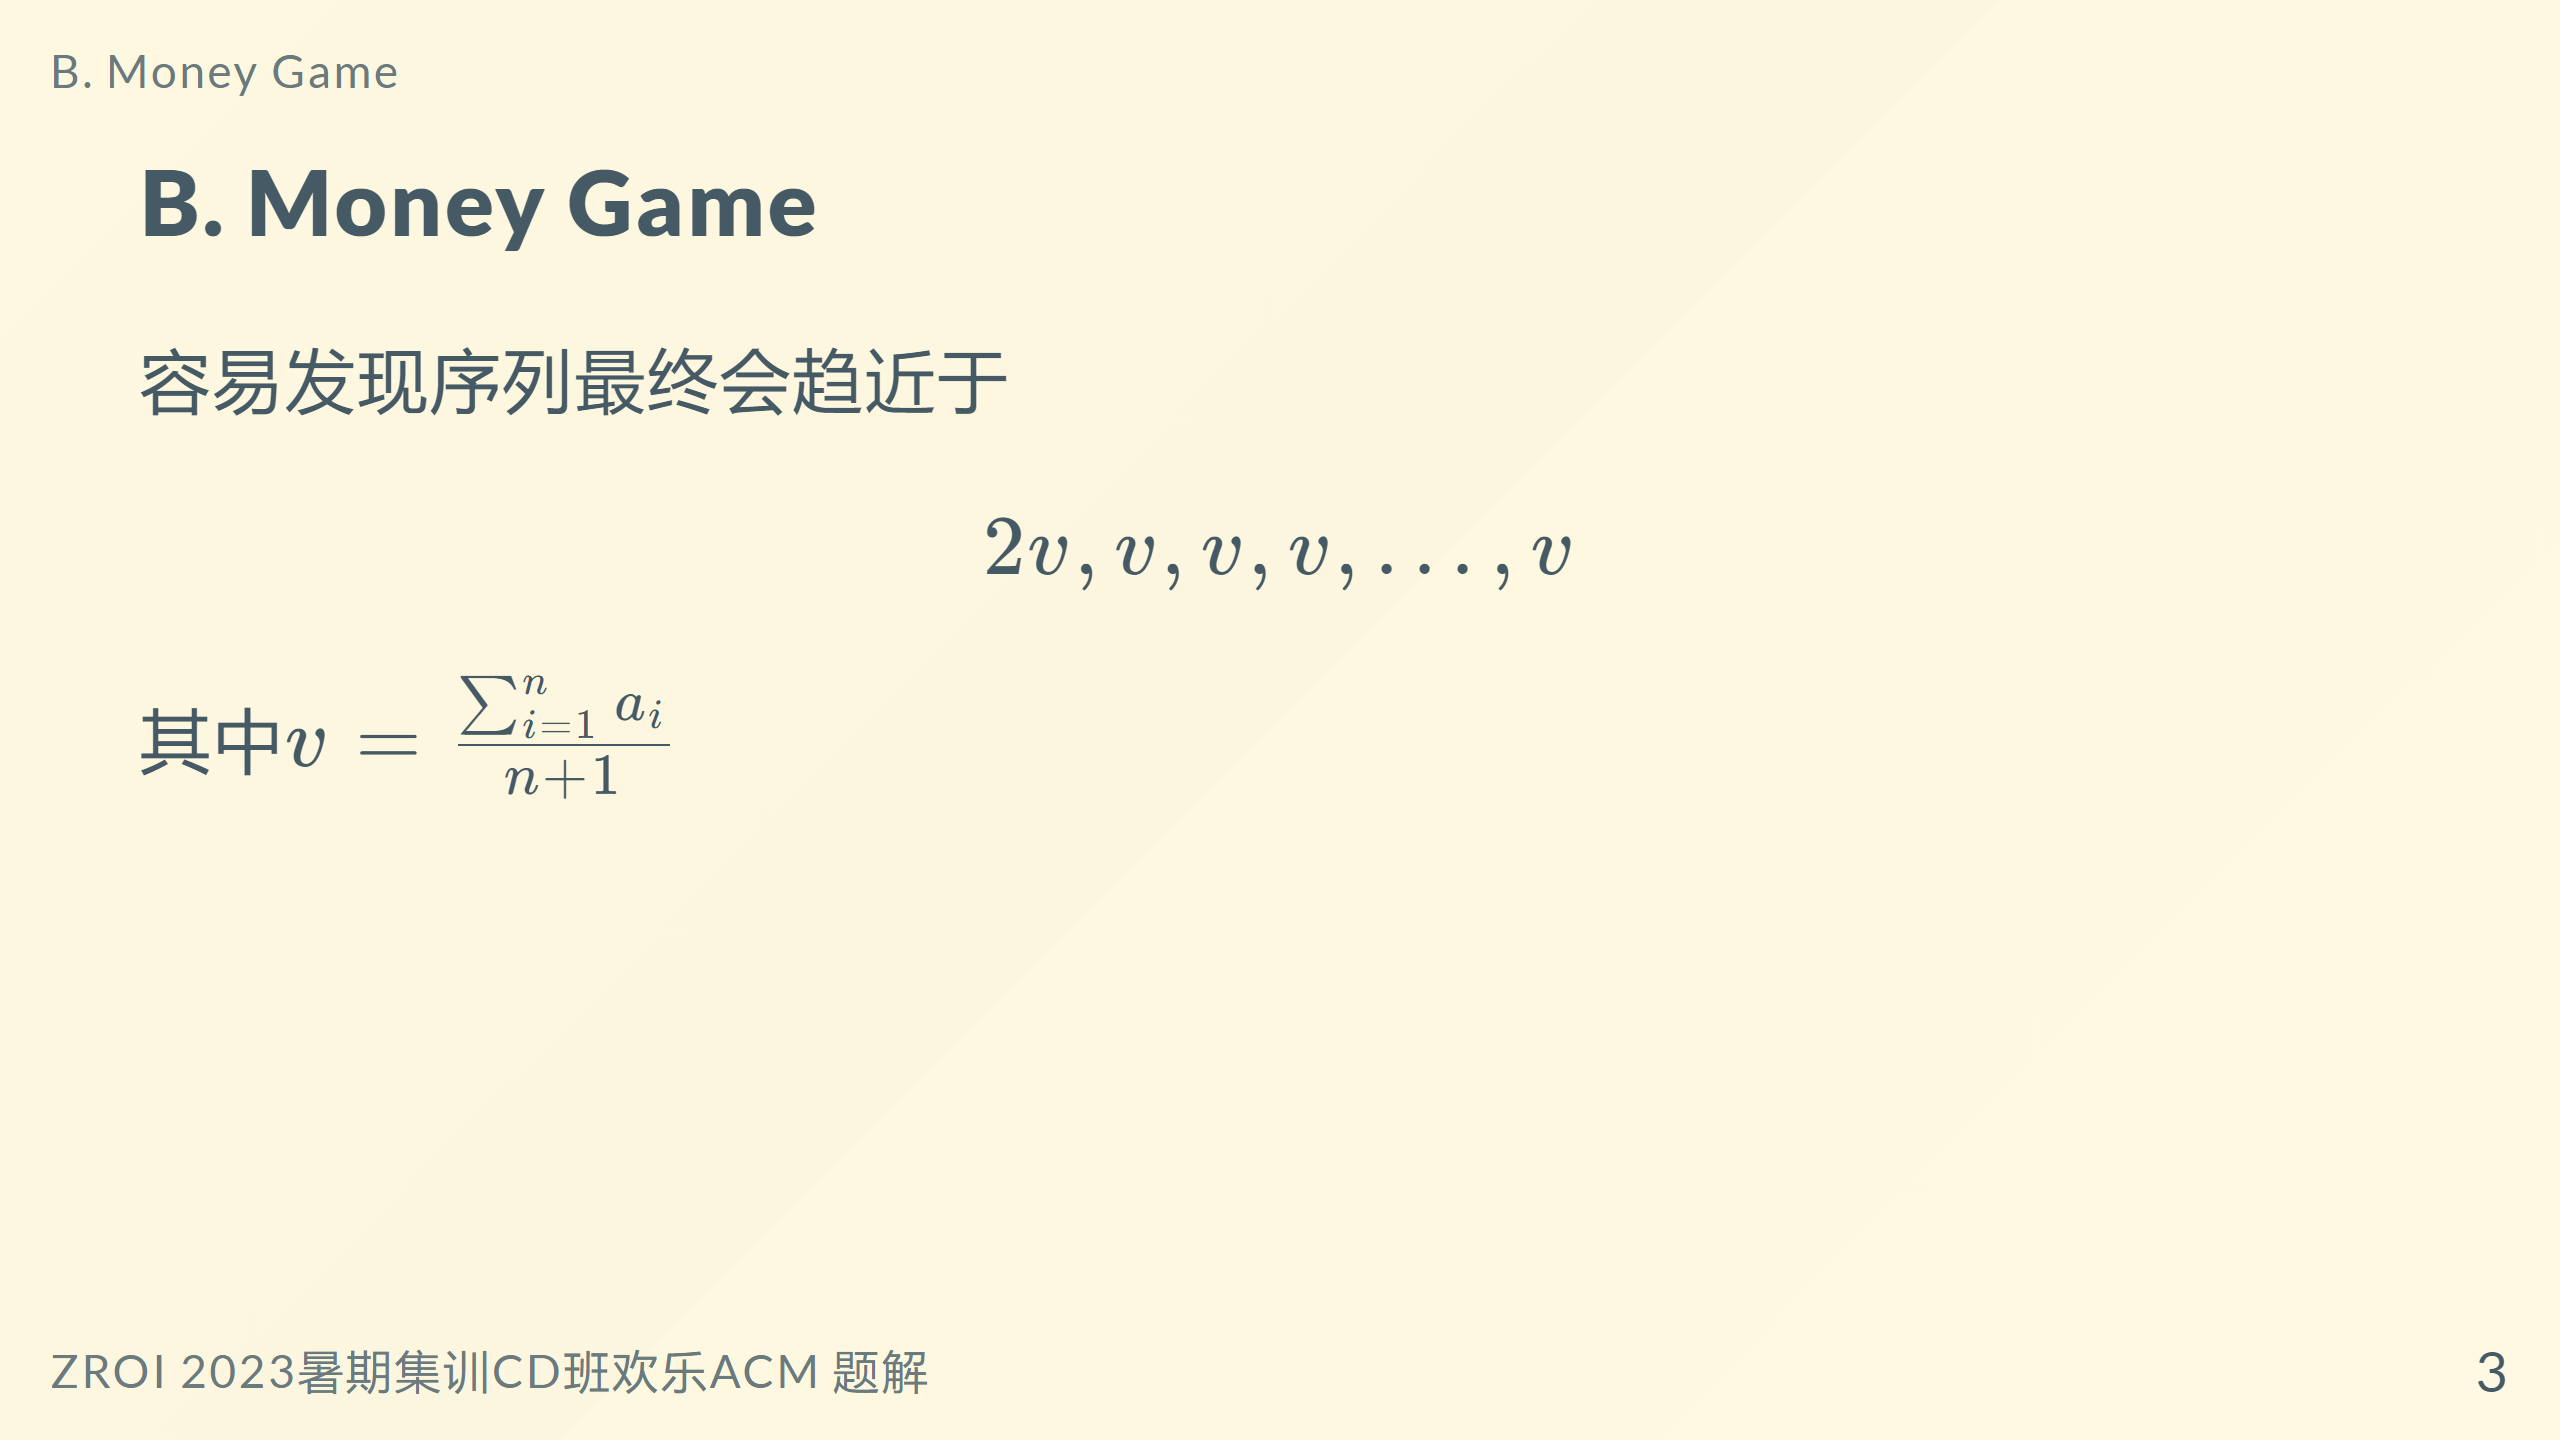 B. Money Game
B. Money Game
容易发现序列最终会趋近于
2v, v, v, v, . . . , v
其中v = \frac{\sum_{i=1}^{n} a_i}{n+1}
ZROI 2023暑期集训CD班欢乐ACM 题解
3